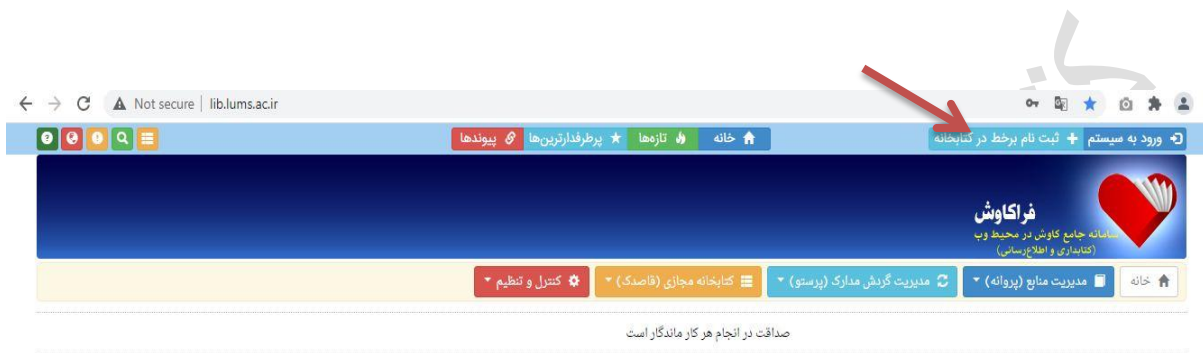 Not secure | lib.lums.ac.ir
ورود به سیستم + ثبت نام برخط در کتابخانه خانه تازه‌ها پرطرفدارترین‌ها پیوندها
فراکاوش
سامانه جامع کاوش در محیط وب
(کتابداری و اطلاع‌رسانی)
خانه مدیریت منابع (پروانه) مدیریت گردش مدارک (پرستو) کتابخانه مجازی (قاصدک) کنترل و تنظیم
صداقت در انجام هر کار ماندگار است